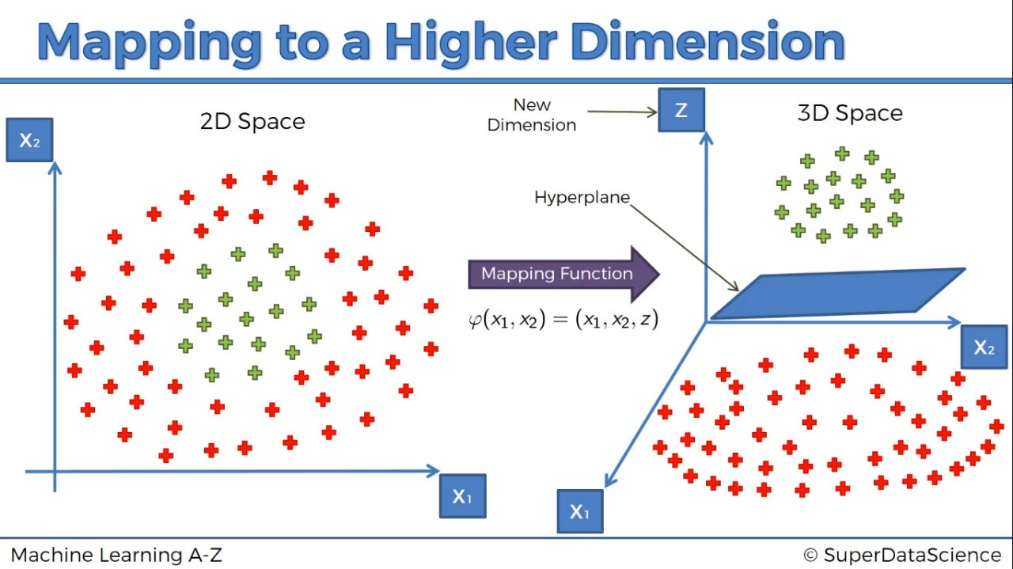 Mapping to a Higher Dimension
2D Space
X₂
X₁
Mapping Function
φ(x₁, x₂) = (x₁, x₂, z)
New
Dimension
Z
3D Space
Hyperplane
X₂
X₁
Machine Learning A-Z
© SuperDataScience